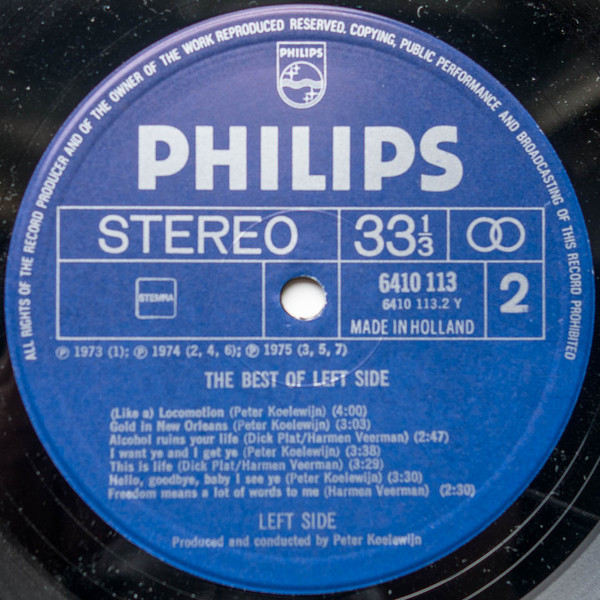 ALL RIGHTS OF THE RECORD PRODUCER AND OF THE OWNER OF THE WORK REPRODUCED RESERVED. COPYING, PUBLIC PERFORMANCE AND BROADCASTING OF THIS RECORD PROHIBITED
PHILIPS
PHILIPS
STEREO 33⅓
6410 113
6410 113.2 Y
2
STEMRA
MADE IN HOLLAND
℗ 1973 (1); ℗ 1974 (2, 4, 6); ℗ 1975 (3, 5, 7)
THE BEST OF LEFT SIDE
(Like a) Locomotion (Peter Koelewijn) (4:00)
Gold in New Orleans (Peter Koelewijn) (3:03)
Alcohol ruins your life (Dick Plat/Harmen Veerman) (2:47)
I want ye and I get ye (Peter Koelewijn) (3:38)
This is life (Dick Plat/Harmen Veerman) (3:29)
Hello, goodbye, baby I see ye (Peter Koelewijn) (3:30)
Freedom means a lot of words to me (Harmen Veerman) (2:30)
LEFT SIDE
Produced and conducted by Peter Koelewijn